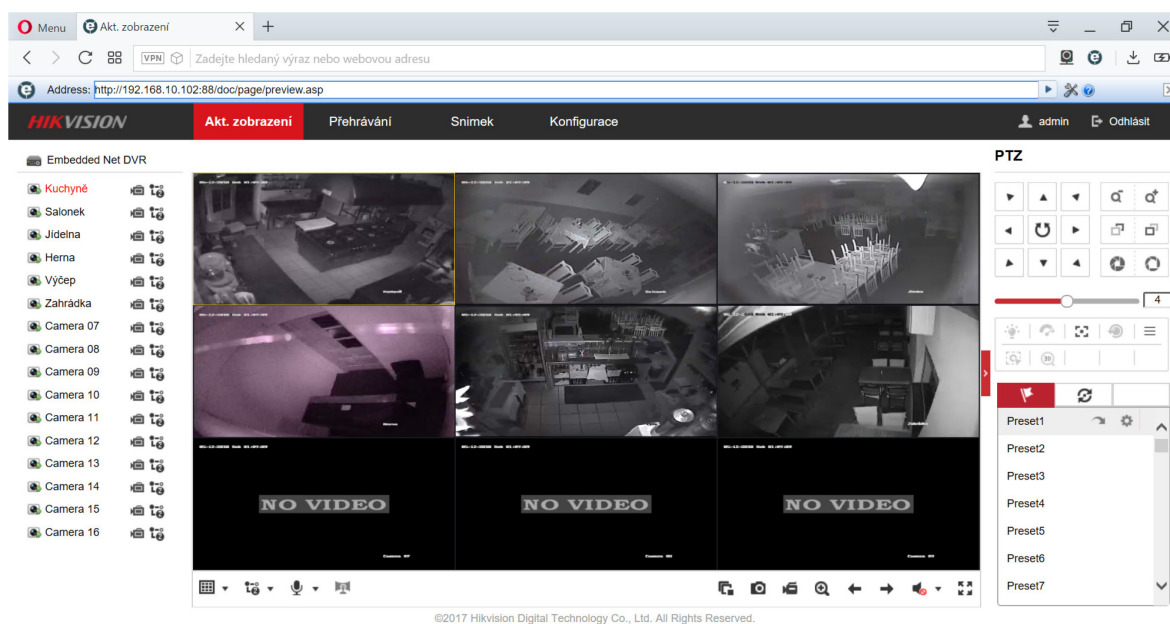 Menu
Akt. zobrazení
VPN
Zadejte hledaný výraz nebo webovou adresu
Address: http://192.168.10.102:88/doc/page/preview.asp
HIKVISION
Akt. zobrazení
Přehrávání
Snimek
Konfigurace
admin
Odhlásit
Embedded Net DVR
Kuchyně
Salonek
Jídelna
Herna
Výčep
Zahrádka
Camera 07
Camera 08
Camera 09
Camera 10
Camera 11
Camera 12
Camera 13
Camera 14
Camera 15
Camera 16
NO VIDEO
NO VIDEO
NO VIDEO
PTZ
4
3D
Preset1
Preset2
Preset3
Preset4
Preset5
Preset6
Preset7
©2017 Hikvision Digital Technology Co., Ltd. All Rights Reserved.